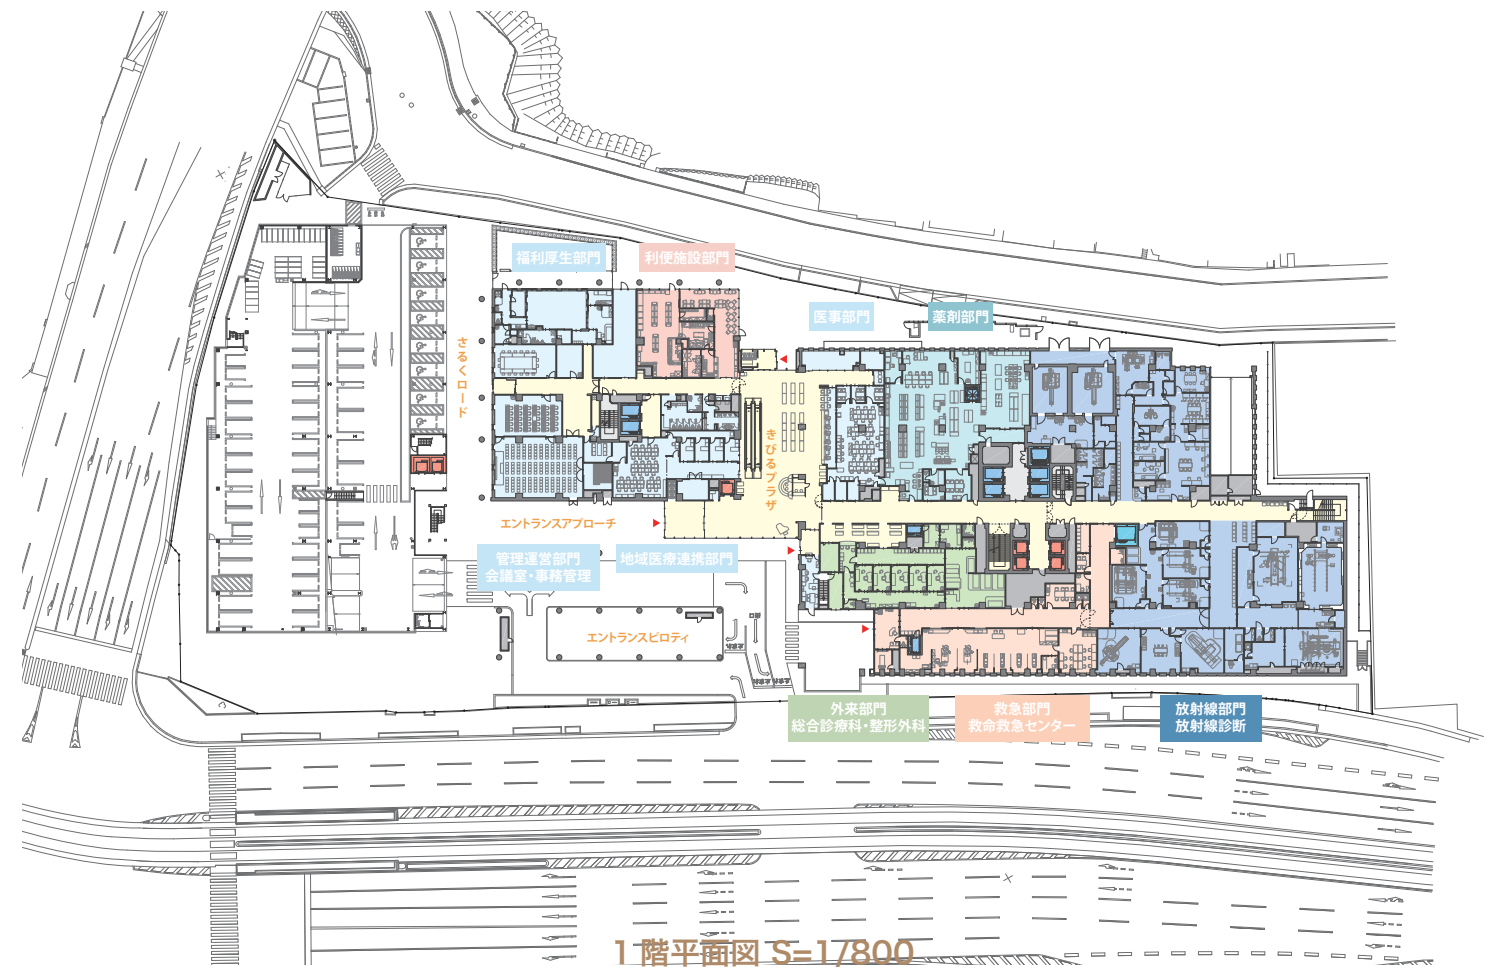 福利厚生部門
利便施設部門
医事部門
薬剤部門
さるくロード
きびるプラザ
エントランスアプローチ
管理運営部門
会議室・事務管理
地域医療連携部門
エントランスピロティ
外来部門
総合診療科・整形外科
救急部門
救命救急センター
放射線部門
放射線診断
1階平面図 S=1/800